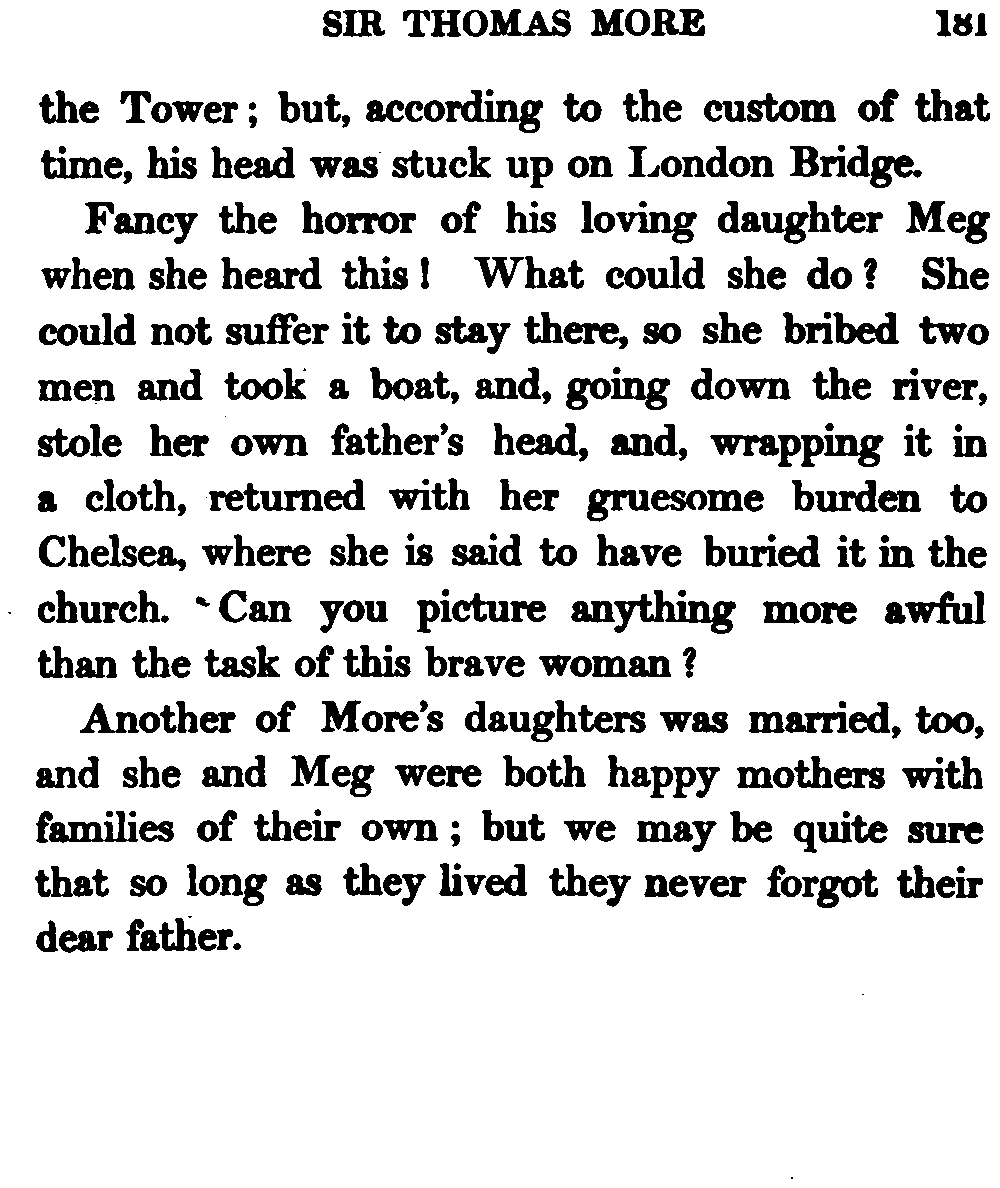 SIR THOMAS MORE 181
the Tower; but, according to the custom of that
time, his head was stuck up on London Bridge.
Fancy the horror of his loving daughter Meg
when she heard this! What could she do? She
could not suffer it to stay there, so she bribed two
men and took a boat, and, going down the river,
stole her own father's head, and, wrapping it in
a cloth, returned with her gruesome burden to
Chelsea, where she is said to have buried it in the
church. Can you picture anything more awful
than the task of this brave woman?
Another of More's daughters was married, too,
and she and Meg were both happy mothers with
families of their own; but we may be quite sure
that so long as they lived they never forgot their
dear father.